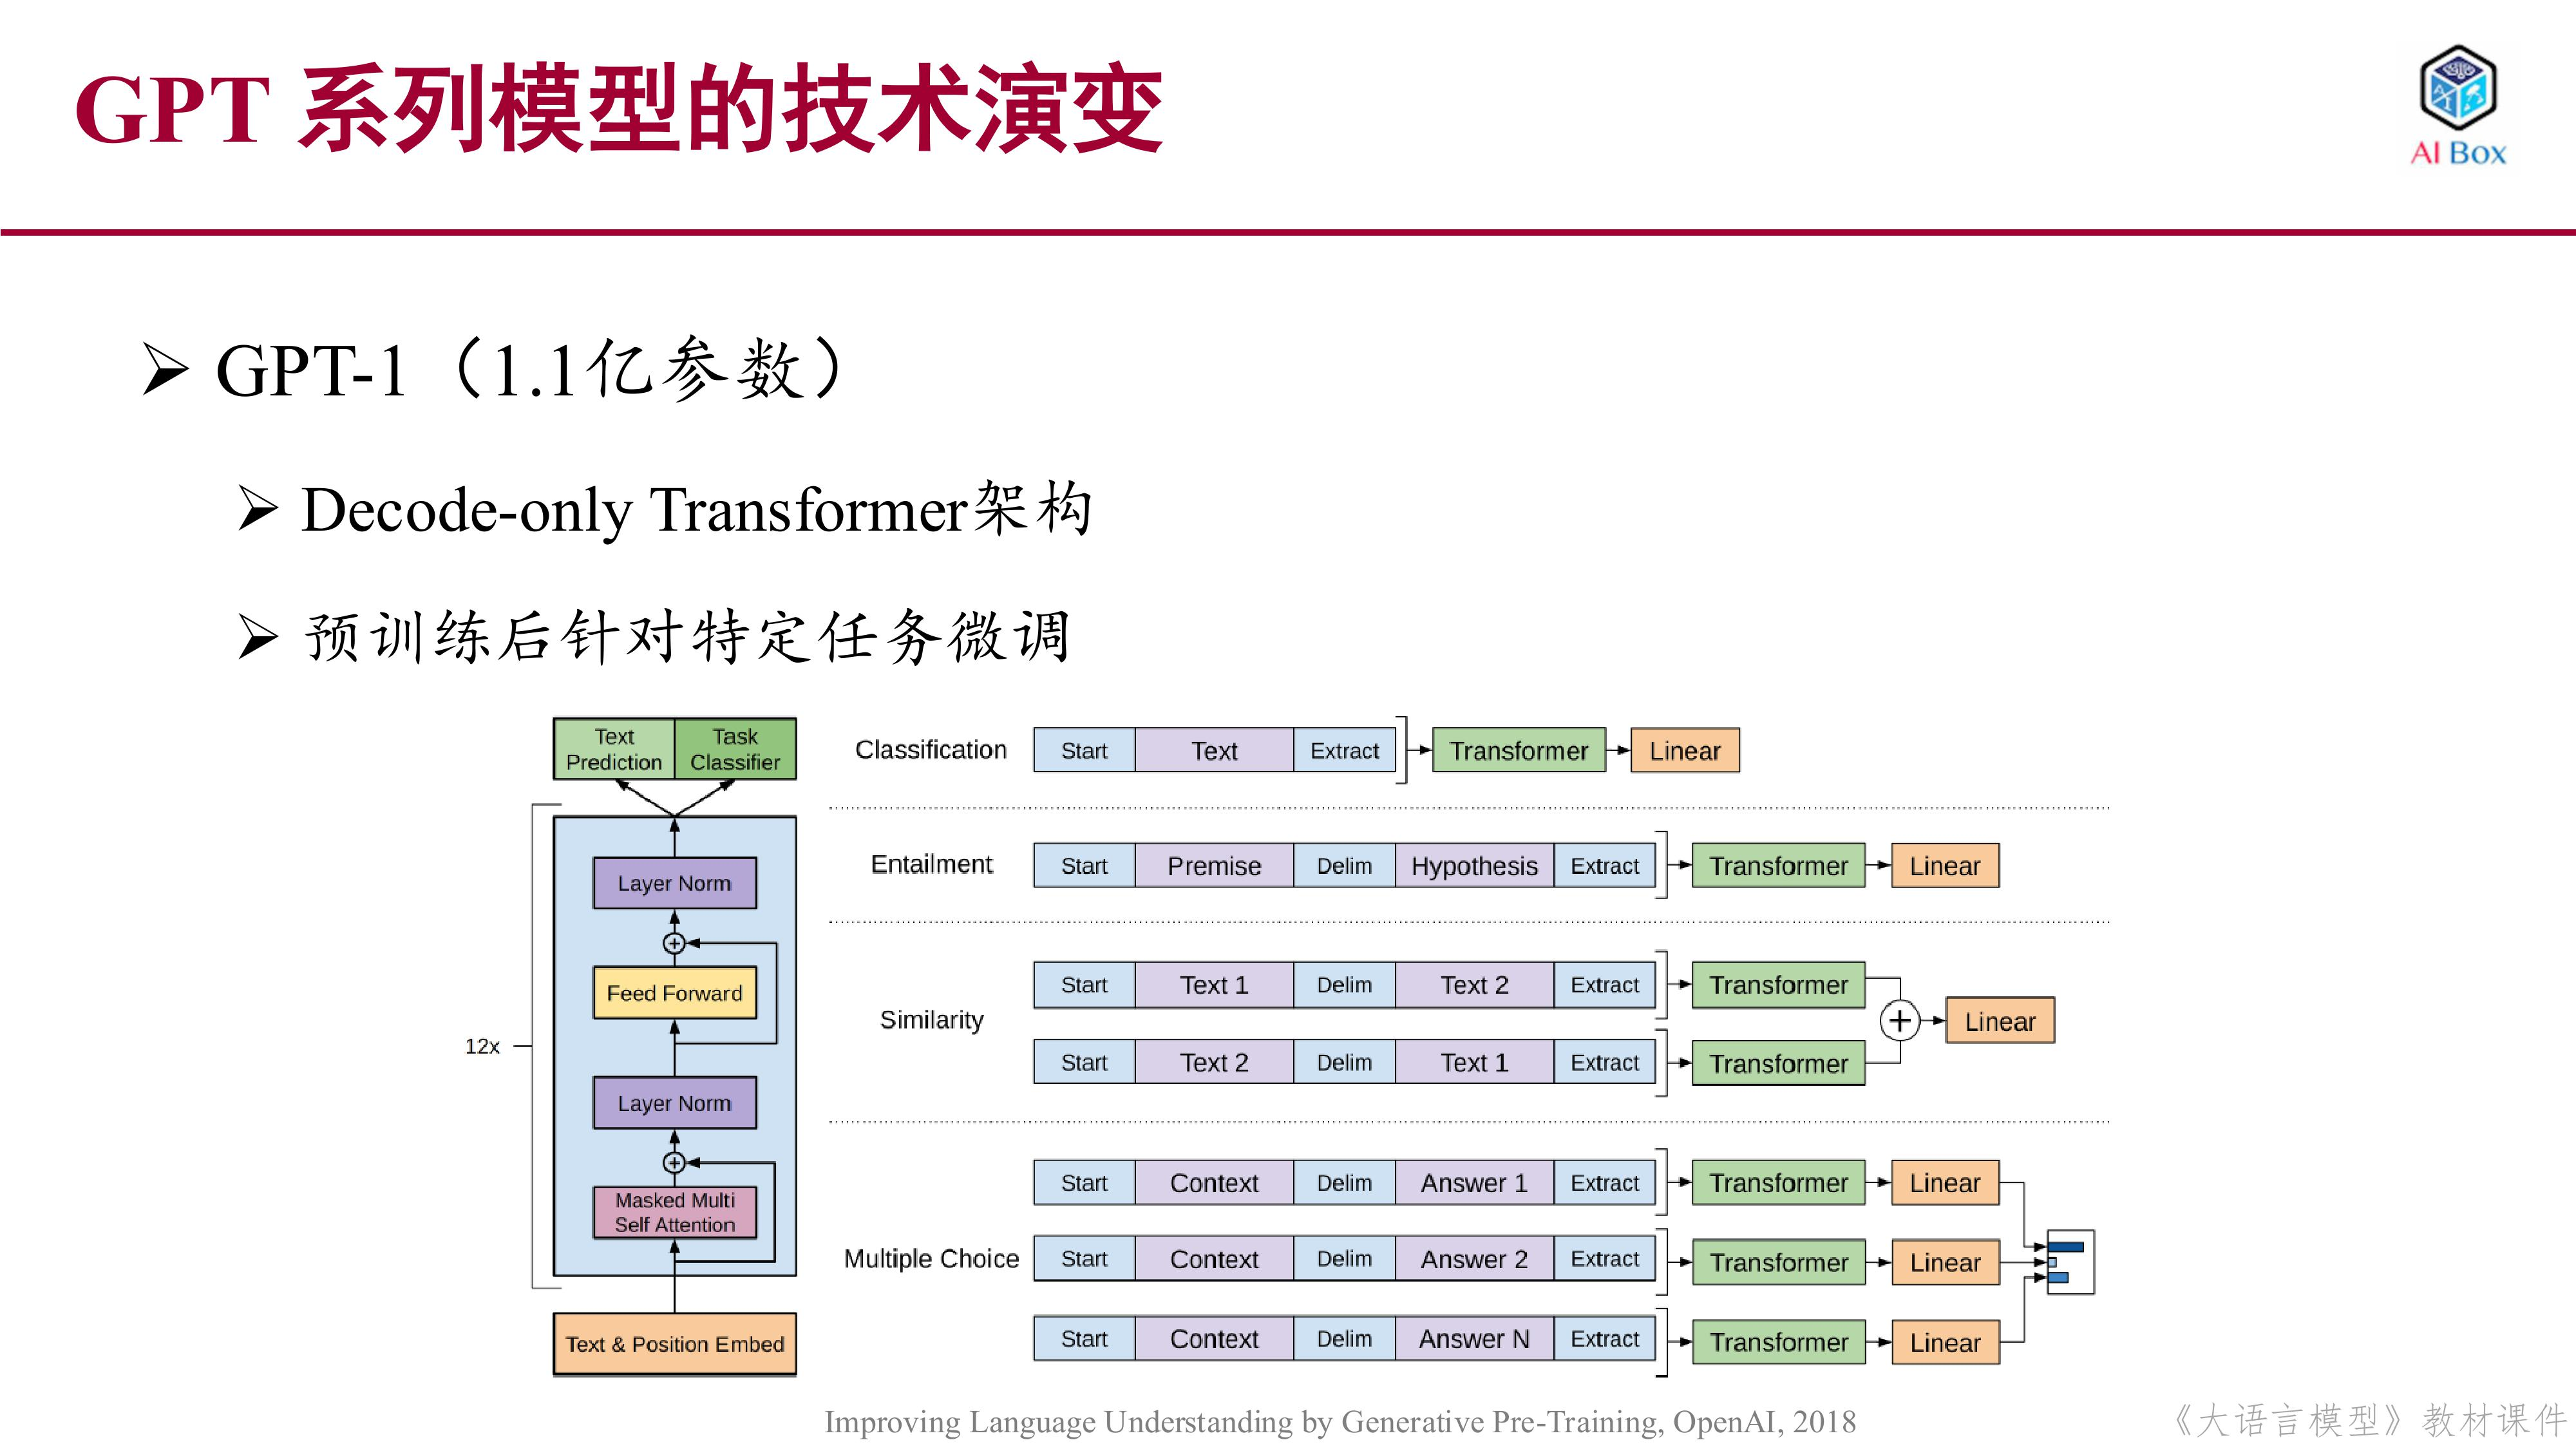 GPT 系列模型的技术演变
AI Box
GPT-1（1.1亿参数）
Decode-only Transformer架构
预训练后针对特定任务微调
Text Prediction
Task Classifier
Layer Norm
Feed Forward
12x
Layer Norm
Masked Multi Self Attention
Text & Position Embed
Classification Start Text Extract Transformer Linear
Entailment Start Premise Delim Hypothesis Extract Transformer Linear
Similarity
Start Text 1 Delim Text 2 Extract Transformer
+ Linear
Start Text 2 Delim Text 1 Extract Transformer
Start Context Delim Answer 1 Extract Transformer Linear
Multiple Choice Start Context Delim Answer 2 Extract Transformer Linear
Start Context Delim Answer N Extract Transformer Linear
Improving Language Understanding by Generative Pre-Training, OpenAI, 2018
《大语言模型》教材课件